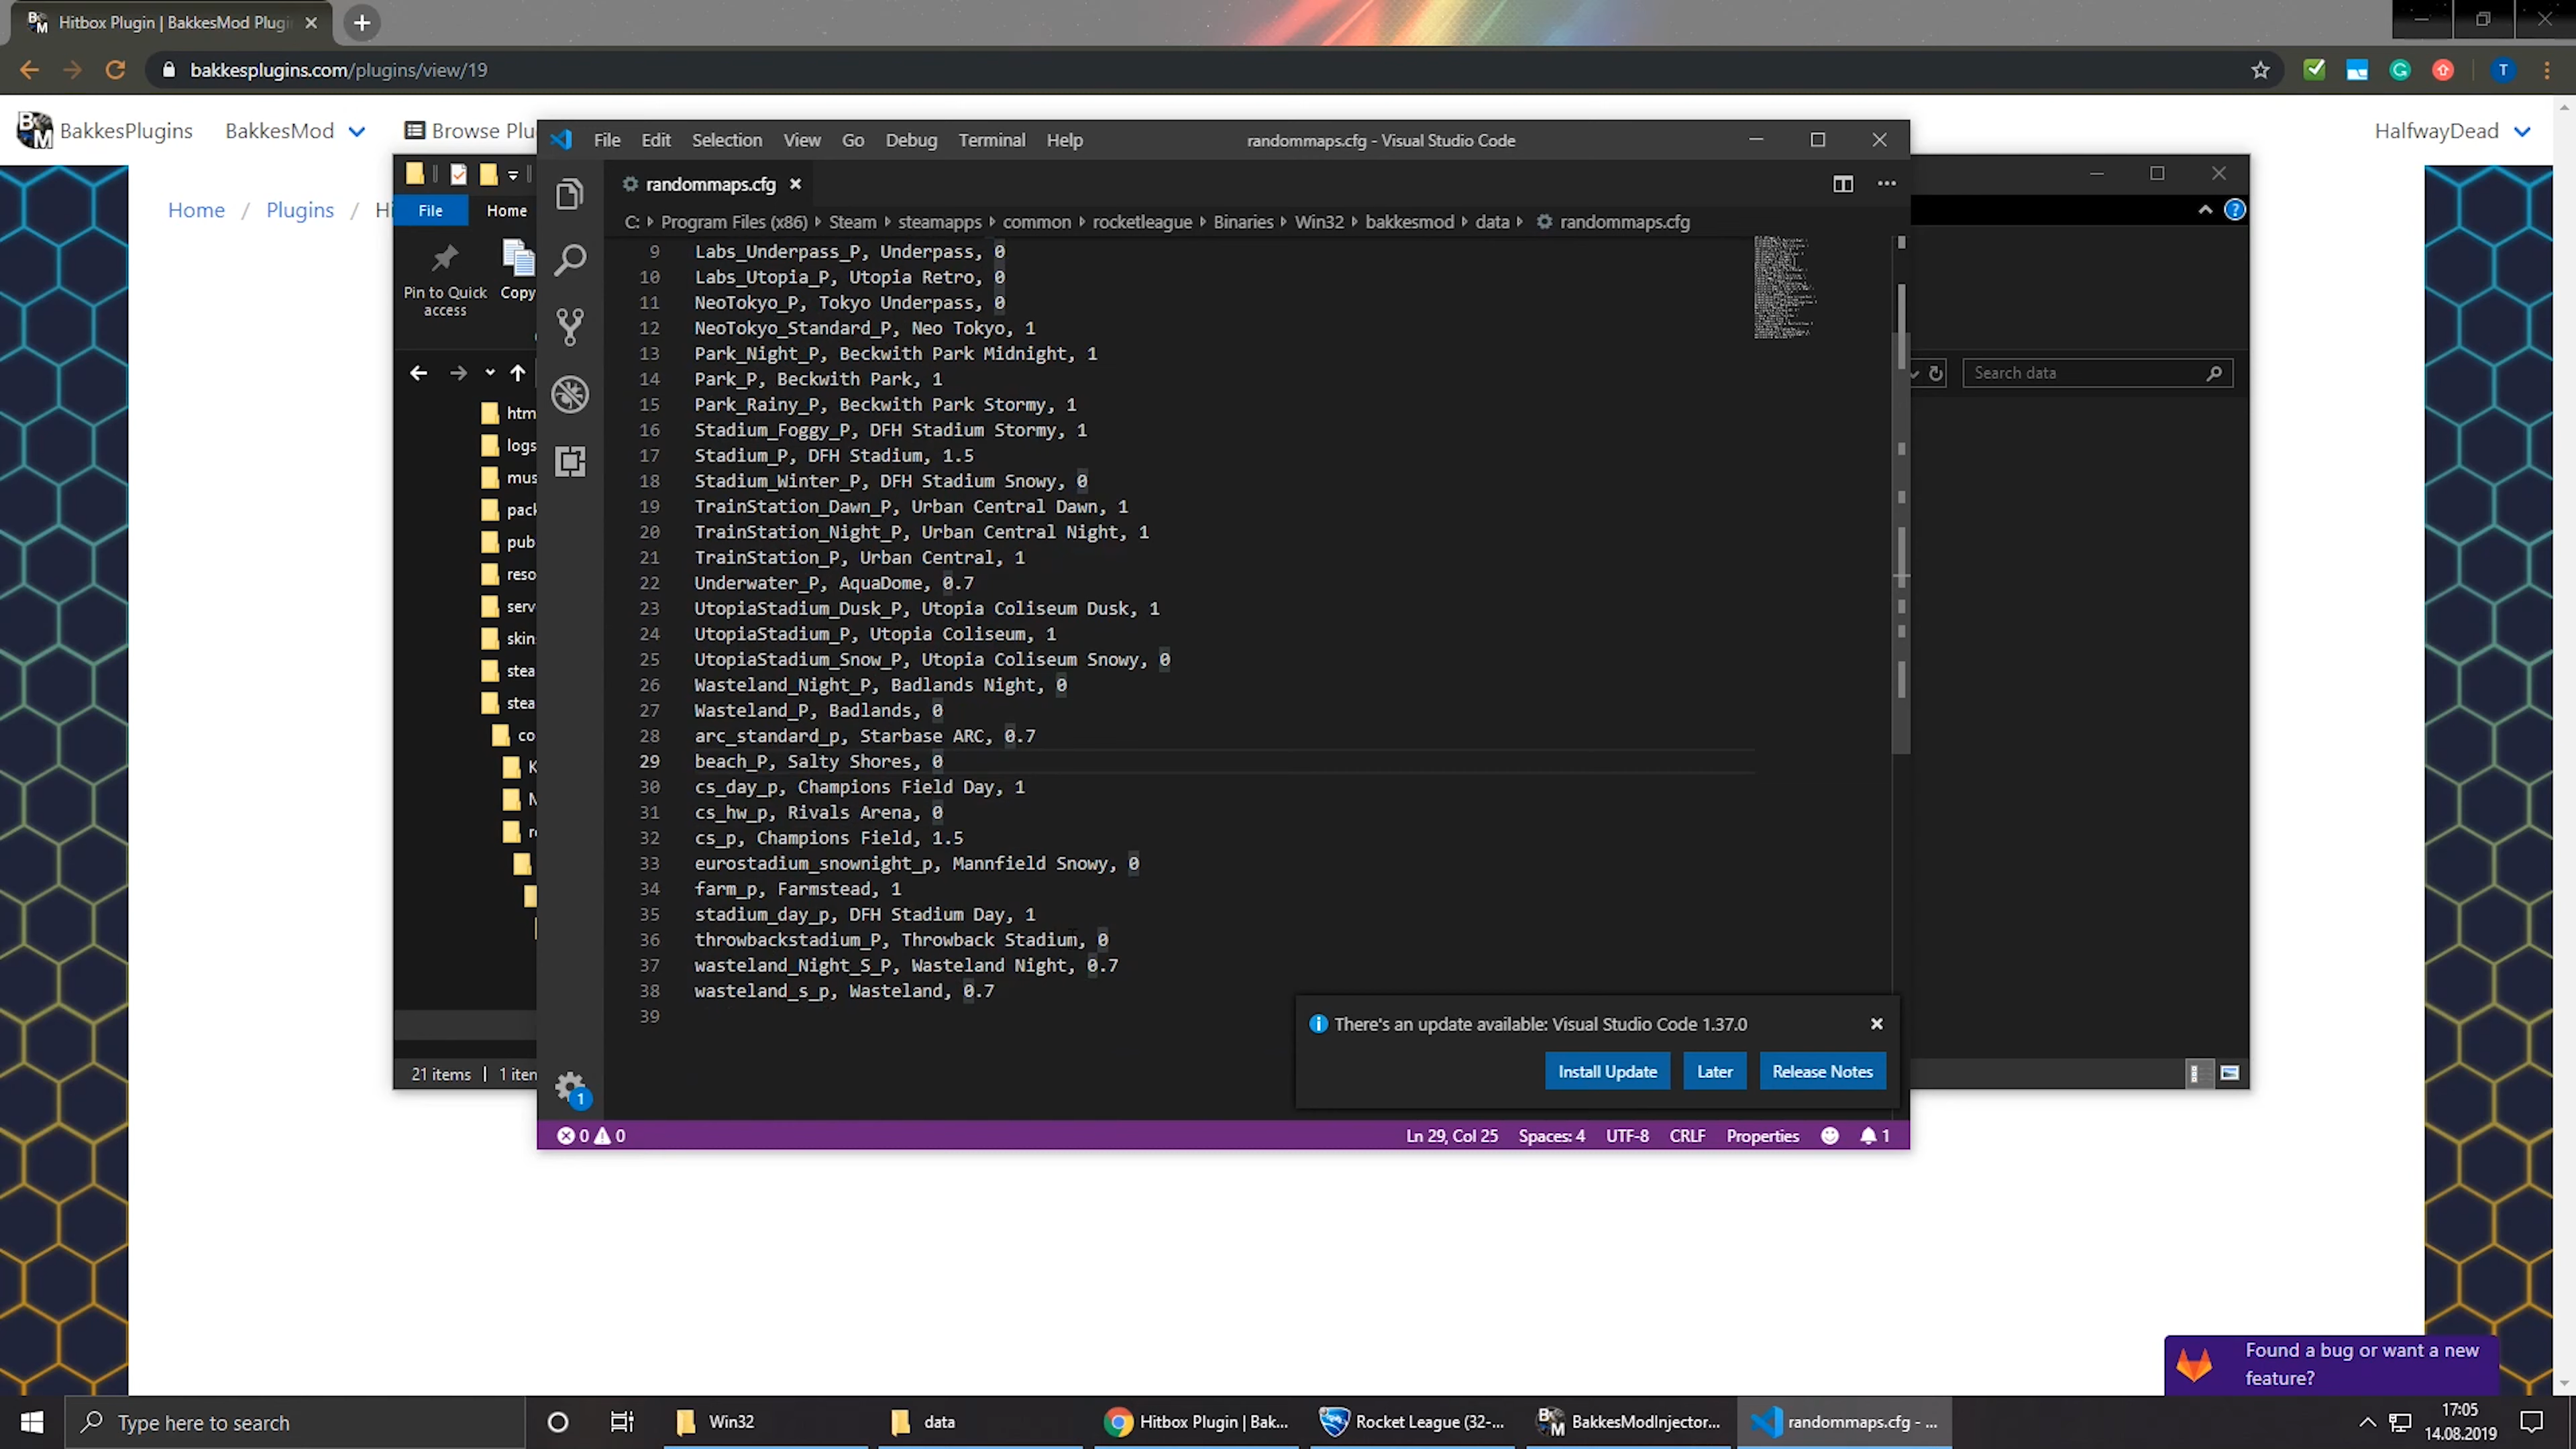 Hitbox Plugin | BakkesMod Plugi
bakkesplugins.com/plugins/view/19
BakkesPlugins
BakkesMod
Browse Plu
HalfwayDead
Home / Plugins / Hi
File
Home
Pin to Quick
access
Copy
Search data
htm
logs
mus
pack
pub
reso
serv
skin
stea
stea
co
21 items
1 iten
File Edit Selection View Go Debug Terminal Help
randommaps.cfg - Visual Studio Code
randommaps.cfg
C: Program Files (x86) Steam steamapps common rocketleague Binaries Win32 bakkesmod data randommaps.cfg
9 Labs_Underpass_P, Underpass, 0
10 Labs_Utopia_P, Utopia Retro, 0
11 NeoTokyo_P, Tokyo Underpass, 0
12 NeoTokyo_Standard_P, Neo Tokyo, 1
13 Park_Night_P, Beckwith Park Midnight, 1
14 Park_P, Beckwith Park, 1
15 Park_Rainy_P, Beckwith Park Stormy, 1
16 Stadium_Foggy_P, DFH Stadium Stormy, 1
17 Stadium_P, DFH Stadium, 1.5
18 Stadium_Winter_P, DFH Stadium Snowy, 0
19 TrainStation_Dawn_P, Urban Central Dawn, 1
20 TrainStation_Night_P, Urban Central Night, 1
21 TrainStation_P, Urban Central, 1
22 Underwater_P, AquaDome, 0.7
23 UtopiaStadium_Dusk_P, Utopia Coliseum Dusk, 1
24 UtopiaStadium_P, Utopia Coliseum, 1
25 UtopiaStadium_Snow_P, Utopia Coliseum Snowy, 0
26 Wasteland_Night_P, Badlands Night, 0
27 Wasteland_P, Badlands, 0
28 arc_standard_p, Starbase ARC, 0.7
29 beach_P, Salty Shores, 0
30 cs_day_p, Champions Field Day, 1
31 cs_hw_p, Rivals Arena, 0
32 cs_p, Champions Field, 1.5
33 eurostadium_snownight_p, Mannfield Snowy, 0
34 farm_p, Farmstead, 1
35 stadium_day_p, DFH Stadium Day, 1
36 throwbackstadium_P, Throwback Stadium, 0
37 wasteland_Night_S_P, Wasteland Night, 0.7
38 wasteland_s_p, Wasteland, 0.7
39
There's an update available: Visual Studio Code 1.37.0
Install Update Later Release Notes
1
0 0
Ln 29, Col 25 Spaces: 4 UTF-8 CRLF Properties 1
Found a bug or want a new
feature?
Type here to search
Win32
data
Hitbox Plugin | Bak...
Rocket League (32-...
BakkesModInjector...
randommaps.cfg - ...
17:05
14.08.2019